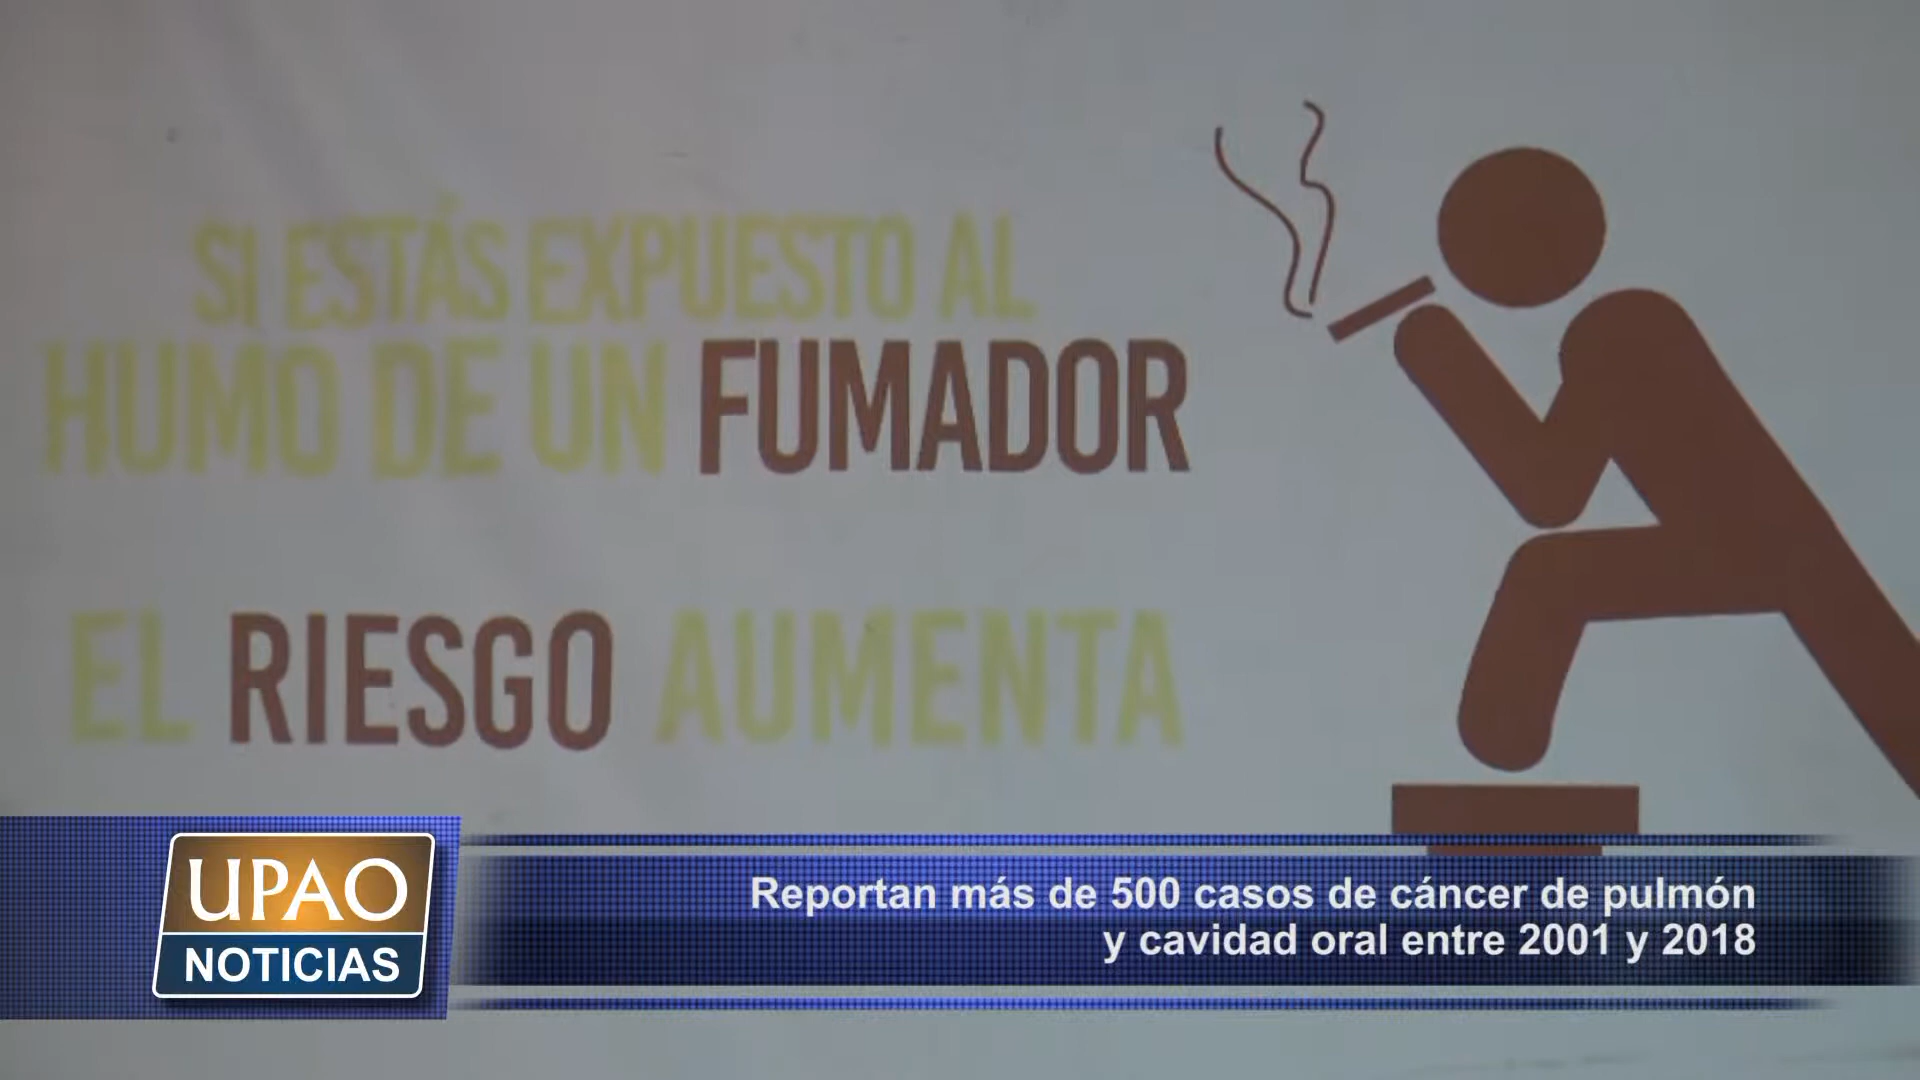 SI ESTÁS EXPUESTO AL
HUMO DE UN FUMADOR
EL RIESGO AUMENTA
UPAO
NOTICIAS
Reportan más de 500 casos de cáncer de pulmón
y cavidad oral entre 2001 y 2018